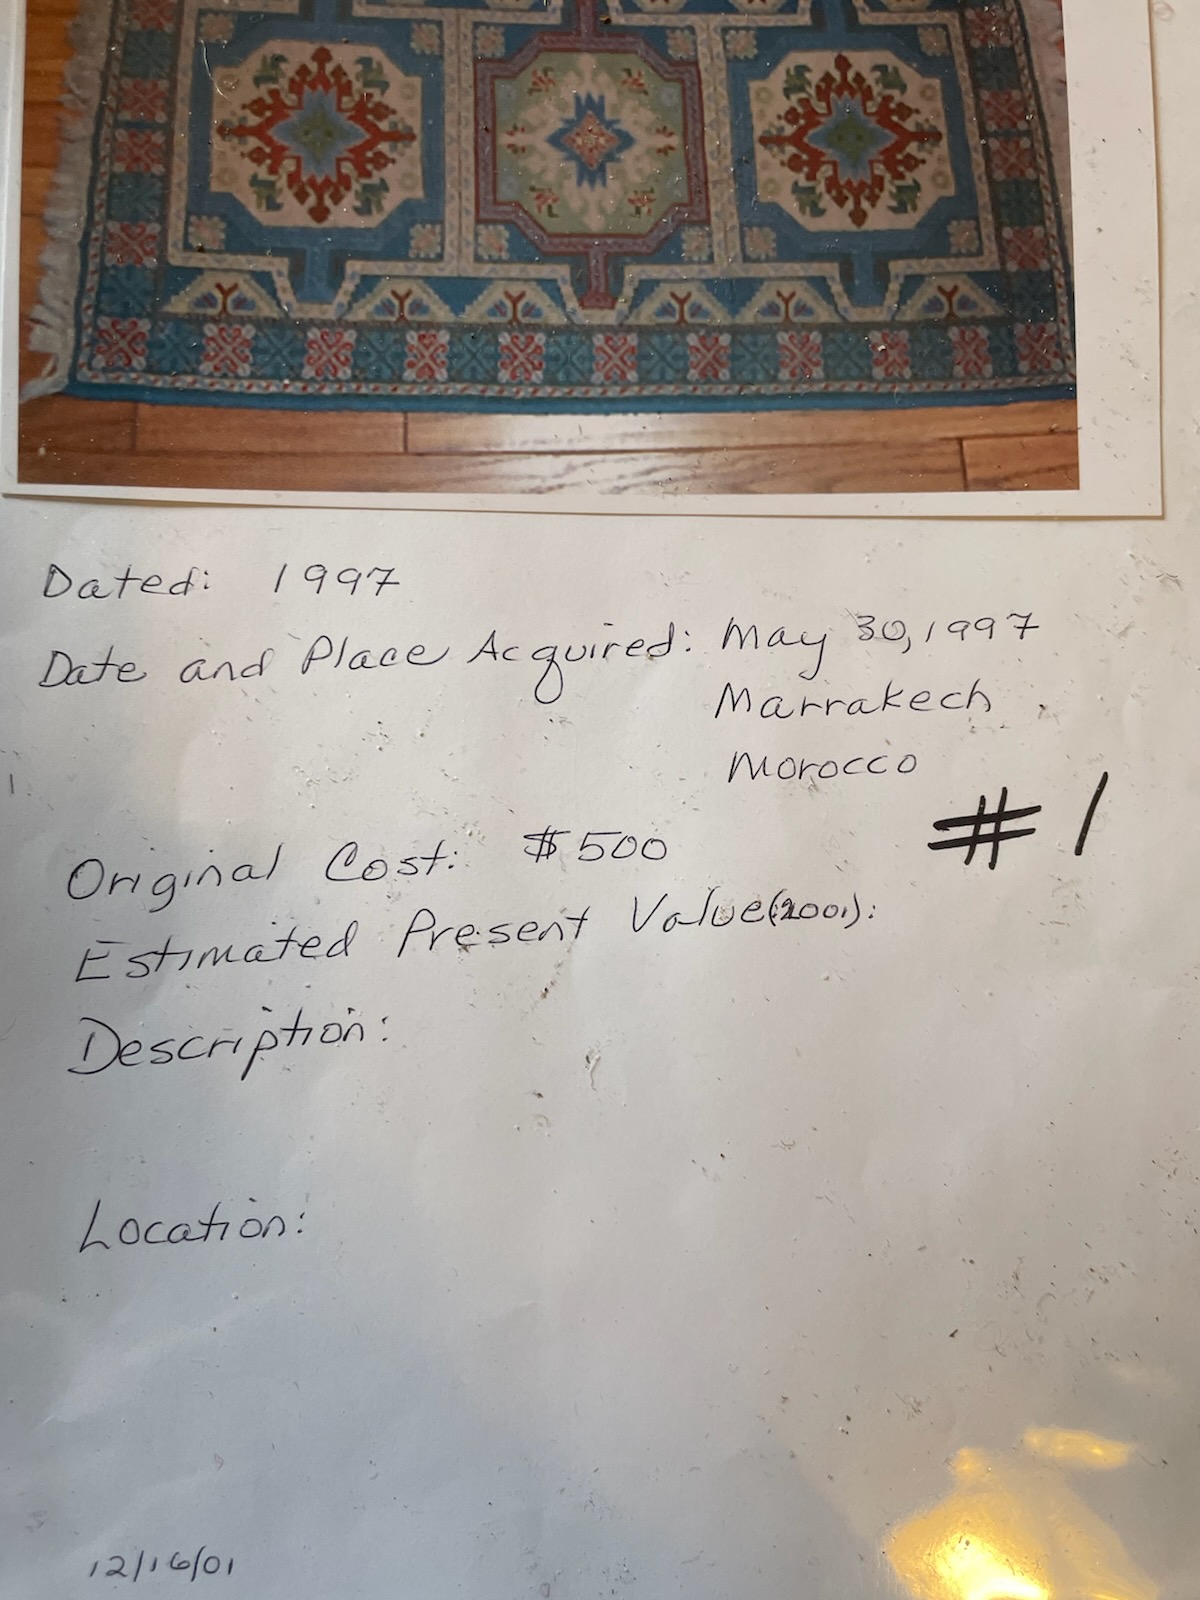 Dated: 1997
Date and Place Acquired: May 30, 1997
Marrakech
Morocco
# 1
Original Cost: $500
Estimated Present Value (2001):
Description:
Location:
12/16/01